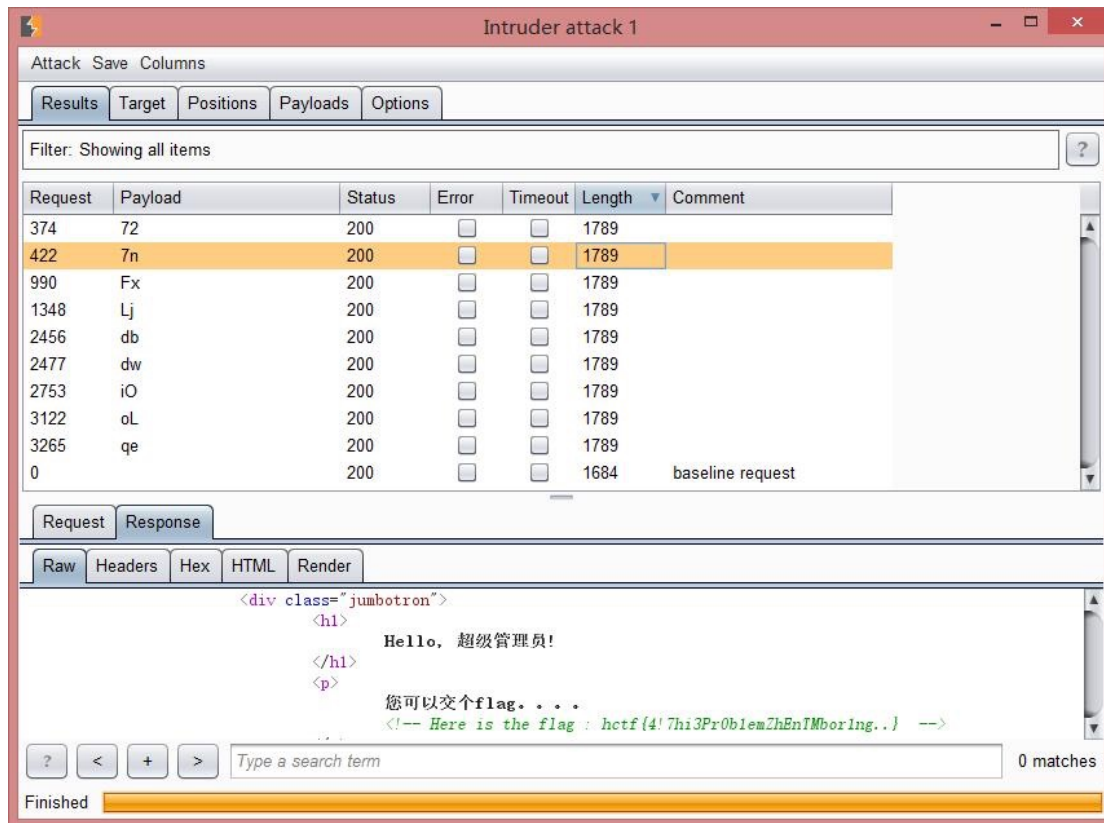 Intruder attack 1
Attack Save Columns
Results Target Positions Payloads Options
Filter: Showing all items ?
Request Payload Status Error Timeout Length Comment
374 72 200 1789
422 7n 200 1789
990 Fx 200 1789
1348 Lj 200 1789
2456 db 200 1789
2477 dw 200 1789
2753 iO 200 1789
3122 oL 200 1789
3265 qe 200 1789
0 200 1684 baseline request
Request Response
Raw Headers Hex HTML Render
<div class="jumbotron">
<h1>
Hello, 超级管理员!
</h1>
<p>
您可以交个flag。。。。
<!-- Here is the flag : hctf{4!7hi3Pr0b1emZhEnTMbor1ng..} -->
? < + > Type a search term 0 matches
Finished